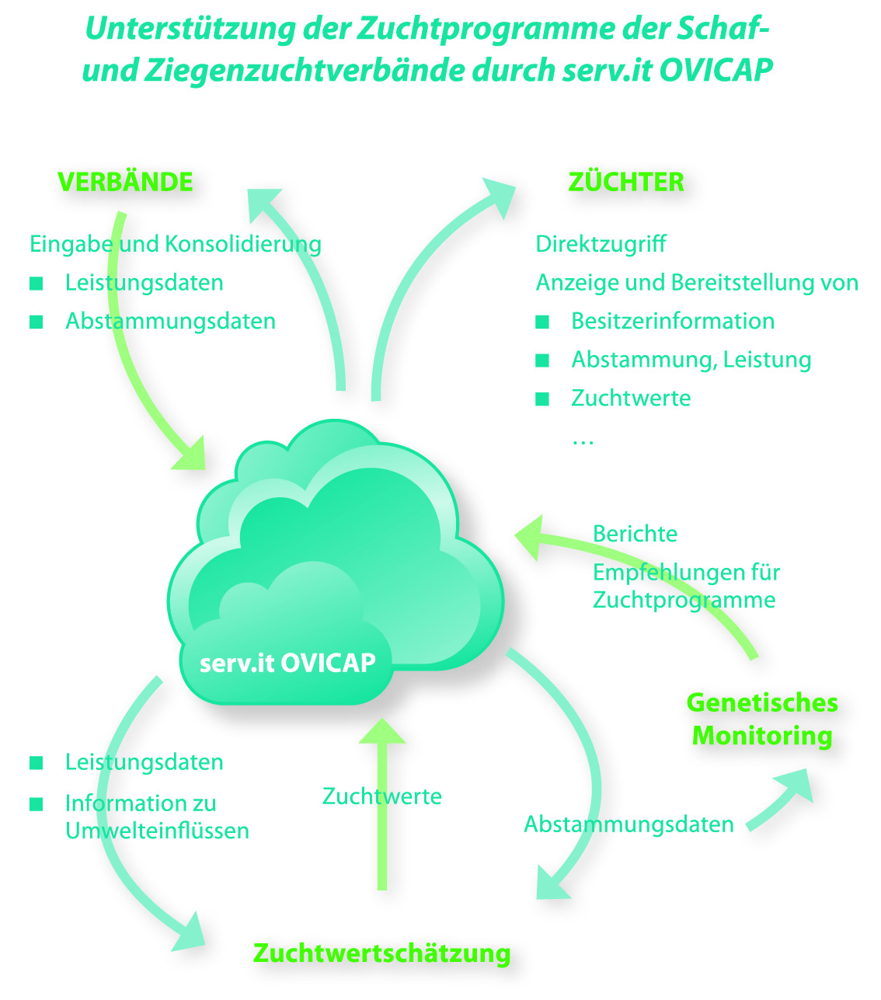 Unterstützung der Zuchtprogramme der Schaf-
und Ziegenzuchtverbände durch serv.it OVICAP
VERBÄNDE
Eingabe und Konsolidierung
Leistungsdaten
Abstammungsdaten
ZÜCHTER
Direktzugriff
Anzeige und Bereitstellung von
Besitzerinformation
Abstammung, Leistung
Zuchtwerte
…
Berichte
Empfehlungen für
Zuchtprogramme
serv.it OVICAP
Genetisches
Monitoring
Leistungsdaten
Information zu
Umwelteinflüssen
Zuchtwerte
Abstammungsdaten
Zuchtwertschätzung